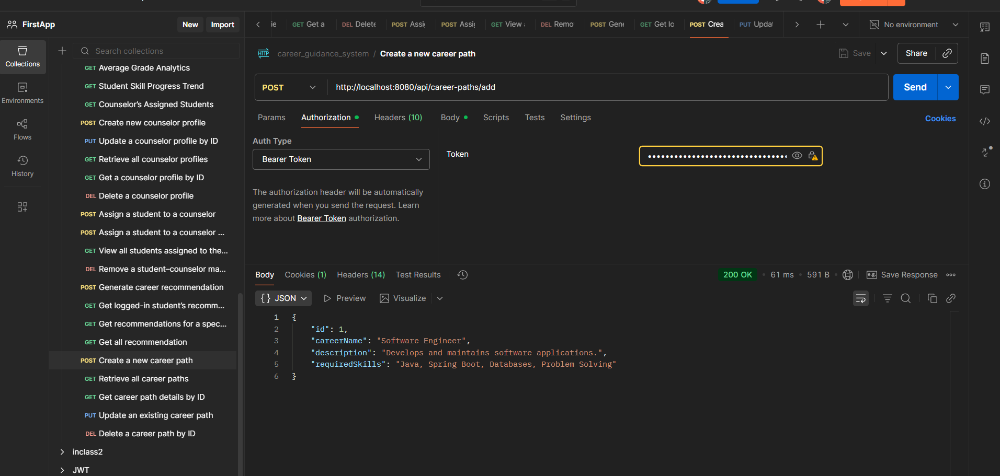 FirstApp
New
Import
GET Get a
DEL Delete
POST Assi
POST Assi
GET View
DEL Remo
POST Gen
GET Get lo
POST Crea
PUT Updat
No environment
Collections
Environments
Flows
History
Search collections
GET Average Grade Analytics
GET Student Skill Progress Trend
GET Counselor's Assigned Students
POST Create new counselor profile
PUT Update a counselor profile by ID
GET Retrieve all counselor profiles
GET Get a counselor profile by ID
DEL Delete a counselor profile
POST Assign a student to a counselor
POST Assign a student to a counselor ...
GET View all students assigned to the...
DEL Remove a student–counselor ma...
POST Generate career recommendation
GET Get logged-in student's recomm...
GET Get recommendations for a spec...
GET Get all recommendation
POST Create a new career path
GET Retrieve all career paths
GET Get career path details by ID
PUT Update an existing career path
DEL Delete a career path by ID
inclass2
JWT
HTTP career_guidance_system / Create a new career path
Save
Share
POST http://localhost:8080/api/career-paths/add
Send
Params Authorization Headers (10) Body Scripts Tests Settings
Cookies
Auth Type
Bearer Token
Token
The authorization header will be automatically
generated when you send the request. Learn
more about Bearer Token authorization.
Body Cookies (1) Headers (14) Test Results
200 OK • 61 ms • 591 B
e.g. Save Response
{} JSON
Preview
Visualize
1 {
2 "id": 1,
3 "careerName": "Software Engineer",
4 "description": "Develops and maintains software applications.",
5 "requiredSkills": "Java, Spring Boot, Databases, Problem Solving"
6 }